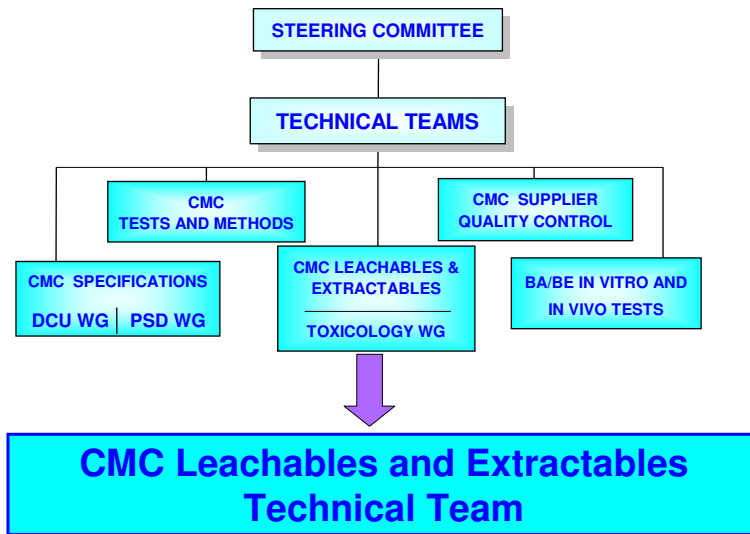 STEERING COMMITTEE
TECHNICAL TEAMS
CMC
TESTS AND METHODS
CMC SUPPLIER
QUALITY CONTROL
CMC SPECIFICATIONS
DCU WG | PSD WG
CMC LEACHABLES &
EXTRACTABLES
TOXICOLOGY WG
BA/BE IN VITRO AND
IN VIVO TESTS
CMC Leachables and Extractables
Technical Team